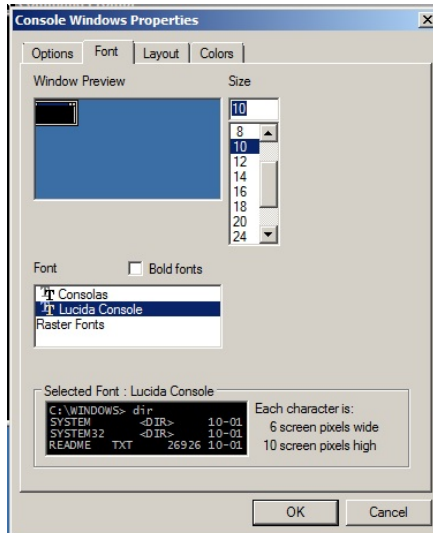 Console Windows Properties
Options Font Layout Colors
Window Preview Size
10
8
10
12
14
16
18
20
24
Font Bold fonts
Consolas
Lucida Console
Raster Fonts
Selected Font : Lucida Console
C:\WINDOWS> dir
SYSTEM <DIR> 10-01
SYSTEM32 <DIR> 10-01
README TXT 26926 10-01
Each character is:
6 screen pixels wide
10 screen pixels high
OK Cancel